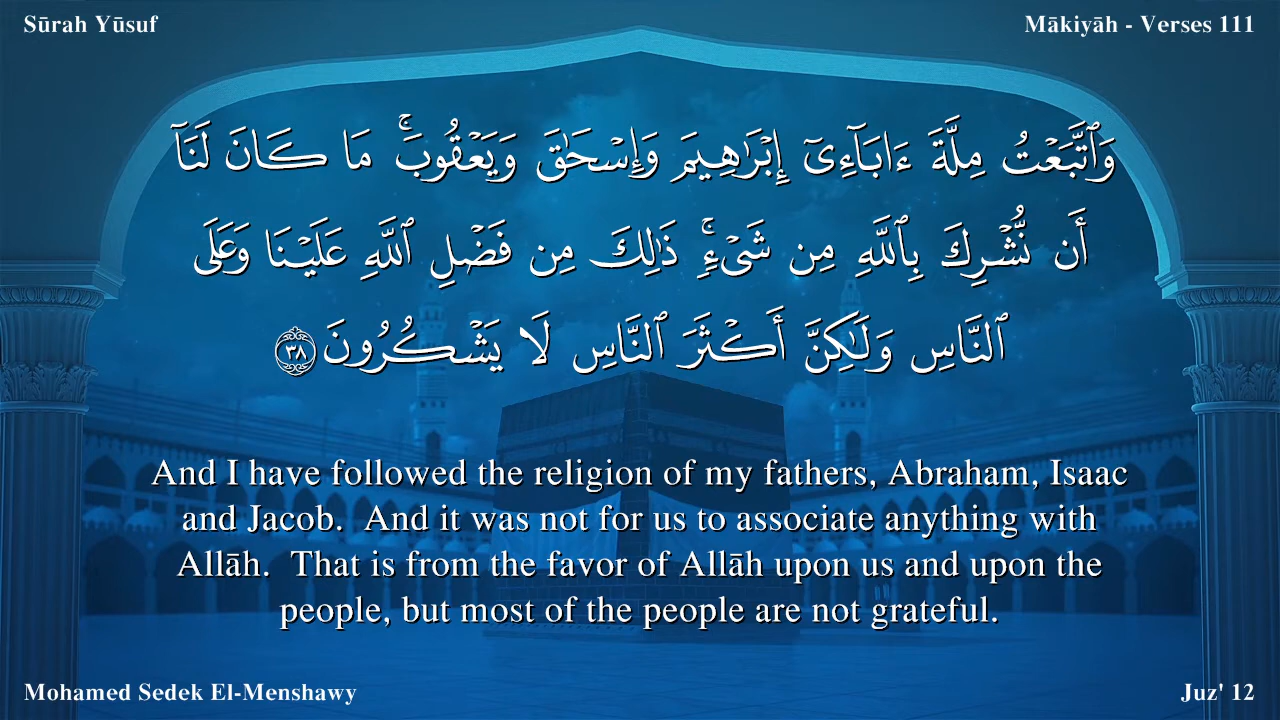 Sūrah Yūsuf
Mākiyāh - Verses 111
وَٱتَّبَعۡتُ مِلَّةَ ءَابَآءِىٓ إِبۡرَٰهِيمَ وَإِسۡحَٰقَ وَيَعۡقُوبَۚ مَا كَانَ لَنَآ
أَن نُّشۡرِكَ بِٱللَّهِ مِن شَىۡءٖۚ ذَٰلِكَ مِن فَضۡلِ ٱللَّهِ عَلَيۡنَا وَعَلَى
ٱلنَّاسِ وَلَٰكِنَّ أَكۡثَرَ ٱلنَّاسِ لَا يَشۡكُرُونَ ٣٨
And I have followed the religion of my fathers, Abraham, Isaac
and Jacob.  And it was not for us to associate anything with
Allāh.  That is from the favor of Allāh upon us and upon the
people, but most of the people are not grateful.
Mohamed Sedek El-Menshawy
Juz' 12